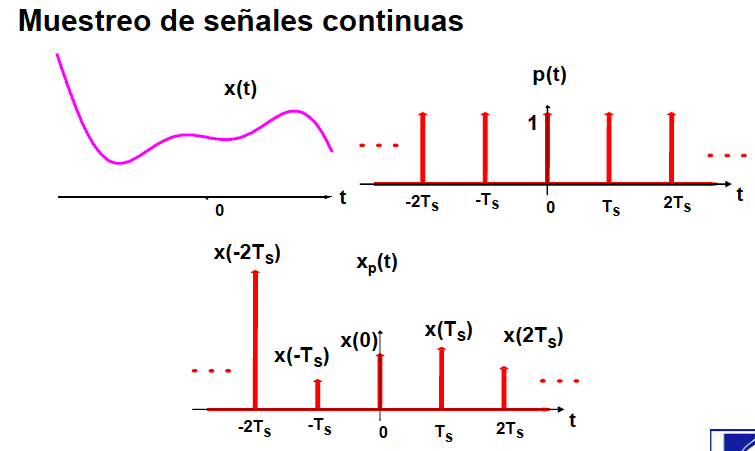 Muestreo de señales continuas
x(t)
p(t)
1
t
0
-2Ts -Ts 0 Ts 2Ts
t
x(-2Ts)
xp(t)
x(-Ts)
x(0)
x(Ts)
x(2Ts)
-2Ts -Ts 0 Ts 2Ts
t